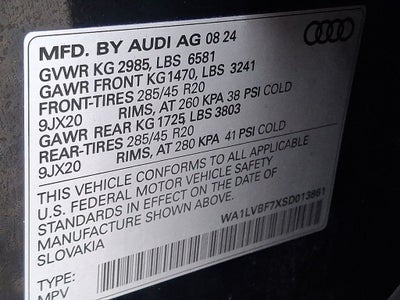 MFD. BY AUDI AG 08 24
GVWR KG 2985, LBS 6581
GAWR FRONT KG1470, LBS 3241
FRONT-TIRES 285/45 R20
9JX20 RIMS, AT 260 KPA 38 PSI COLD
GAWR REAR KG 1725, LBS 3803
REAR-TIRES 285/45 R20
9JX20 RIMS, AT 280 KPA 41 PSI COLD
THIS VEHICLE CONFORMS TO ALL APPLICABLE
U.S. FEDERAL MOTOR VEHICLE SAFETY
STANDARDS IN EFFECT ON THE DATE OF
MANUFACTURE SHOWN ABOVE.
SLOVAKIA
WA1LVBF7XSD013861
TYPE:
MPV